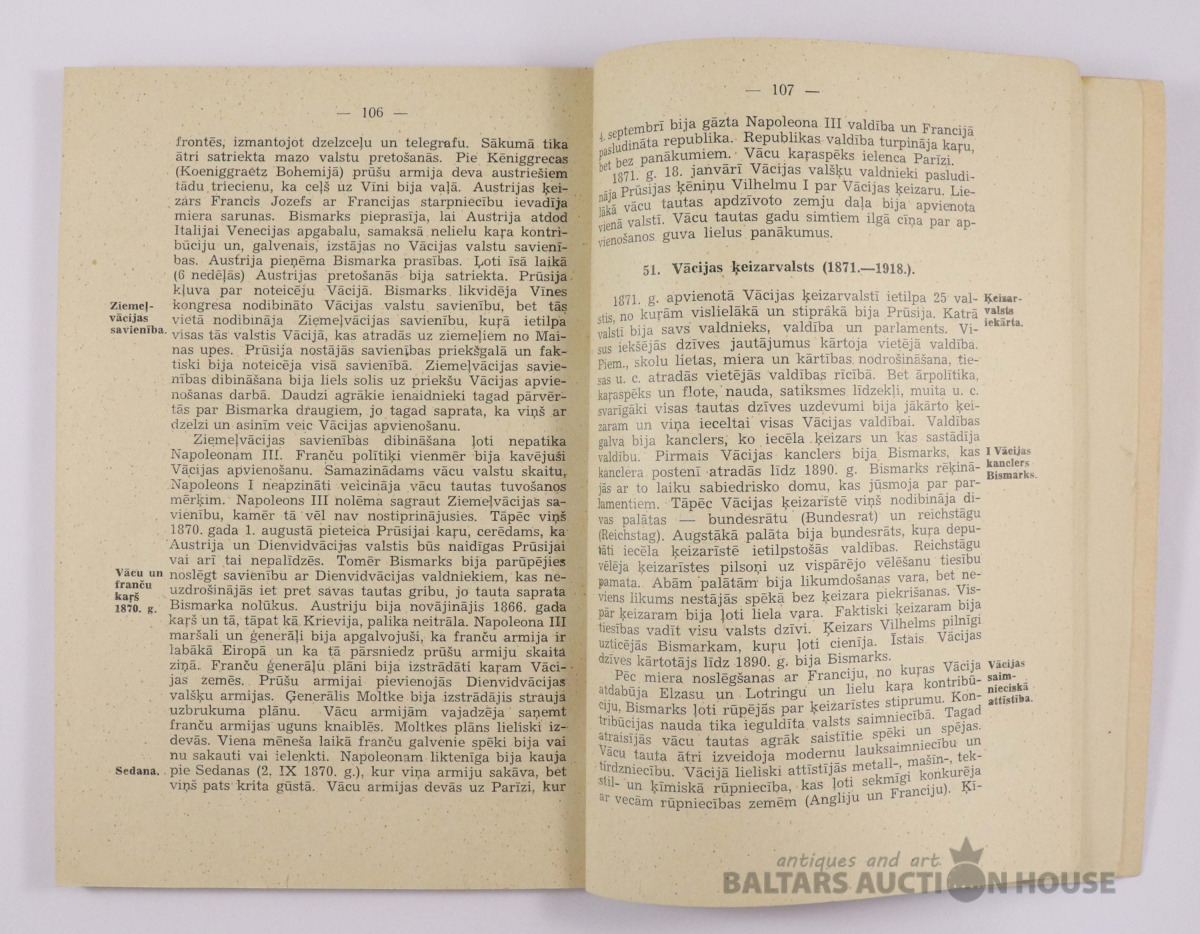 — 106 —
frontēs, izmantojot dzelzceļu un telegrafu. Sākumā tika
ātri satriekta mazo valstu pretošanās. Pie Kēniggrecas
(Koeniggraetz Bohemijā) prūšu armija deva austriešiem
tādu triecienu, ka ceļš uz Vīni bija vaļā. Austrijas ķei-
zars Francis Jozefs ar Francijas starpniecību ievadīja
miera sarunas. Bismarks pieprasīja, lai Austrija atdod
Italijai Venecijas apgabalu, samaksā nelielu kaŗa kontri-
būciju un, galvenais, izstājas no Vācijas valstu savienī-
bas. Austrija pieņēma Bismarka prasības. Ļoti īsā laikā
(6 nedēļās) Austrijas pretošanās bija satriekta. Prūsija
kļuva par noteicēju Vācijā. Bismarks likvidēja Vīnes
Ziemeļ-
vācijas
savienība.
kongresa nodibināto Vācijas valstu savienību, bet tās
vietā nodibināja Ziemeļvācijas savienību, kuŗā ietilpa
visas tās valstis Vācijā, kas atradās uz ziemeļiem no Mai-
nas upes. Prūsija nostājās savienības priekšgalā un fak-
tiski bija noteicēja visā savienībā. Ziemeļvācijas savie-
nības dibināšana bija liels solis uz priekšu Vācijas apvie-
nošanas darbā. Daudzi agrākie ienaidnieki tagad pārvēr-
tās par Bismarka draugiem, jo tagad saprata, ka viņš ar
dzelzi un asinīm veic Vācijas apvienošanu.
Ziemeļvācijas savienības dibināšana ļoti nepatika
Napoleonam III. Franču polītiķi vienmēr bija kavējuši
Vācijas apvienošanu. Samazinādams vācu valstu skaitu,
Napoleons I neapzināti veicināja vācu tautas tuvošanos
mērķim. Napoleons III nolēma sagraut Ziemeļvācijas sa-
vienību, kamēr tā vēl nav nostiprinājusies. Tāpēc viņš
1870. gada 1. augustā pieteica Prūsijai kaŗu, cerēdams, ka
Austrija un Dienvidvācijas valstis būs naidīgas Prūsijai
vai arī tai nepalīdzēs. Tomēr Bismarks bija parūpējies
Vācu un
franču
kaŗš
1870. g.
noslēgt savienību ar Dienvidvācijas valdniekiem, kas ne-
uzdrošinājās iet pret savas tautas gribu, jo tauta saprata
Bismarka nolūkus. Austriju bija novājinājis 1866. gada
kaŗš un tā, tāpat kā Krievija, palika neitrāla. Napoleona III
maršali un ģenerāļi bija apgalvojuši, ka franču armija ir
labākā Eiropā un ka tā pārsniedz prūšu armiju skaita
ziņā. Franču ģenerāļu plāni bija izstrādāti kaŗam Vāci-
jas zemēs. Prūšu armijai pievienojās Dienvidvācijas
valšķu armijas. Ģenerālis Moltke bija izstrādājis straujā
uzbrukuma plānu. Vācu armijām vajadzēja saņemt
franču armijas uguns knaiblēs. Moltkes plāns lieliski iz-
devās. Viena mēneša laikā franču galvenie spēki bija vai
nu sakauti vai ielenkti. Napoleonam liktenīga bija kauja
Sedana.
pie Sedanas (2. IX 1870. g.), kur viņa armiju sakāva, bet
viņš pats krita gūstā. Vācu armijas devās uz Parīzi, kur
— 107 —
4. septembrī bija gāzta Napoleona III valdība un Francijā
pasludināta republika. Republikas valdība turpināja kaŗu,
bet bez panākumiem. Vācu kaŗaspēks ielenca Parīzi.
1871. g. 18. janvārī Vācijas valšķu valdnieki pasludi-
nāja Prūsijas ķēniņu Vilhelmu I par Vācijas ķeizaru. Lie-
lākā vācu tautas apdzīvoto zemju daļa bija apvienota
vienā valstī. Vācu tautas gadu simtiem ilgā cīņa par ap-
vienošanos guva lielus panākumus.
51. Vācijas ķeizarvalsts (1871.—1918.).
1871. g. apvienotā Vācijas ķeizarvalstī ietilpa 25 val-
stis, no kuŗām vislielākā un stiprākā bija Prūsija. Katrā
valstī bija savs valdnieks, valdība un parlaments. Vi-
Ķeizar-
valsts
iekārta.
sus iekšējās dzīves jautājumus kārtoja vietējā valdība.
Piem., skolu lietas, miera un kārtības nodrošināšana, tie-
sas u. c. atradās vietējās valdības rīcībā. Bet ārpolītika,
kaŗaspēks un flote, nauda, satiksmes līdzekļi, muita u. c.
svarīgāki visas tautas dzīves uzdevumi bija jākārto ķei-
zaram un viņa ieceltai visas Vācijas valdībai. Valdības
galva bija kanclers, ko iecēla ķeizars un kas sastādīja
valdību. Pirmais Vācijas kanclers bija Bismarks, kas
kanclera postenī atradās līdz 1890. g. Bismarks rēķinā-
I Vācijas
kanclers
Bismarks.
jās ar to laiku sabiedrisko domu, kas jūsmoja par par-
lamentiem. Tāpēc Vācijas ķeizarīstē viņš nodibināja di-
vas palātas — bundesrātu (Bundesrat) un reichstāgu
(Reichstag). Augstākā palāta bija bundesrāts, kuŗa depu-
tāti iecēla ķeizarīstē ietilpstošās valdības. Reichstāgu
vēlēja ķeizarīstes pilsoņi uz vispārējo vēlēšanu tiesību
pamata. Abām palātām bija likumdošanas vara, bet ne-
viens likums nestājās spēkā bez ķeizara piekrišanas. Vis-
pār ķeizaram bija ļoti liela vara. Faktiski ķeizaram bija
tiesības vadīt visu valsts dzīvi. Ķeizars Vilhelms pilnīgi
uzticējās Bismarkam, kuŗu ļoti cienīja. Īstais Vācijas
dzīves kārtotājs līdz 1890. g. bija Bismarks.
Pēc miera noslēgšanas ar Franciju, no kuŗas Vācija
atdabūja Elzasu un Lotringu un lielu kaŗa kontribū-
ciju, Bismarks ļoti rūpējās par ķeizarīstes stiprumu. Kon-
Vācijas
saim-
nieciskā
attīstība.
tribūcijas nauda tika ieguldīta valsts saimniecībā. Tagad
atraisījās vācu tautas agrāk saistītie spēki un spējas.
Vācu tauta ātri izveidoja modernu lauksaimniecību un
tirdzniecību. Vācijā lieliski attīstījās metall-, mašīn-, tek-
stil- un ķīmiskā rūpniecība, kas ļoti sekmīgi konkurēja
ar vecām rūpniecības zemēm (Angliju un Franciju). Ķī-
antiques and art
BALTARS AUCTION HOUSE